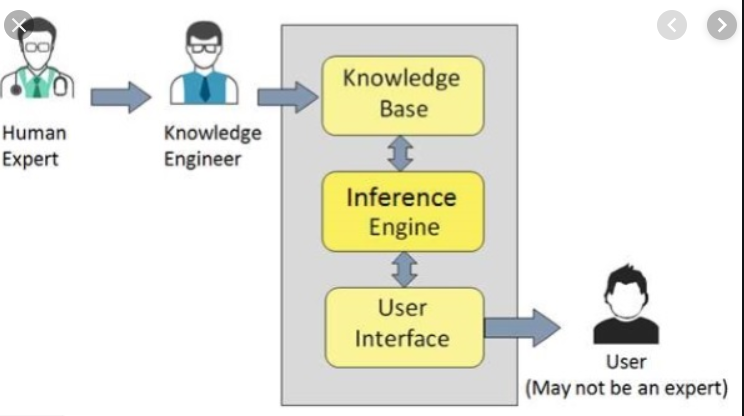 Human
Expert
Knowledge
Engineer
Knowledge
Base
Inference
Engine
User
Interface
User
(May not be an expert)